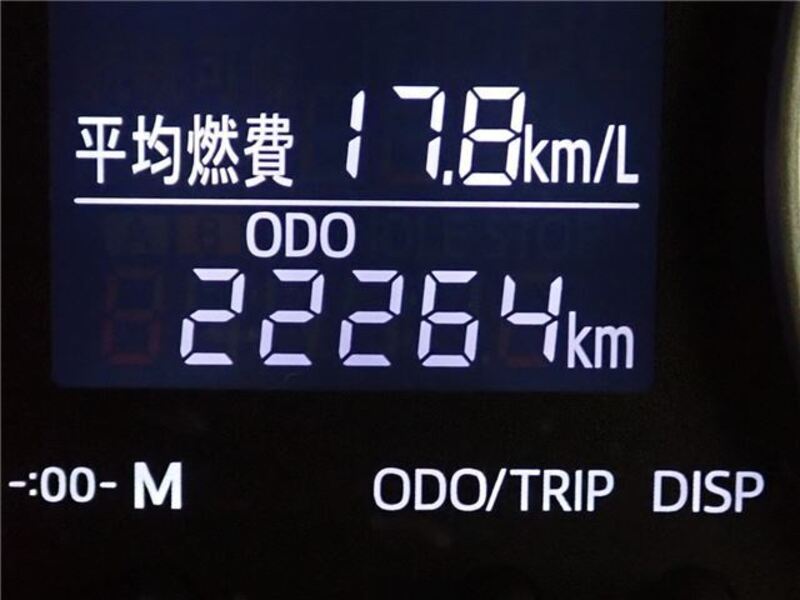 平均燃費 17.8km/L
ODO
22264km
-:00- M ODO/TRIP DISP